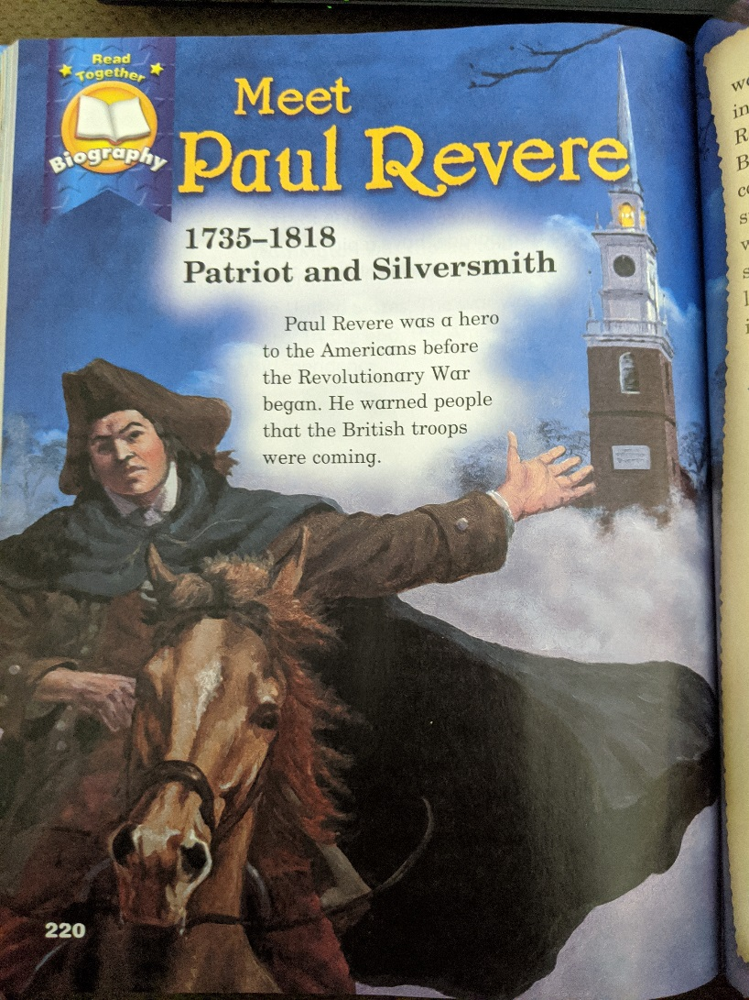 Read
Together
Biography
Meet
Paul Revere
1735–1818
Patriot and Silversmith
Paul Revere was a hero
to the Americans before
the Revolutionary War
began. He warned people
that the British troops
were coming.
220